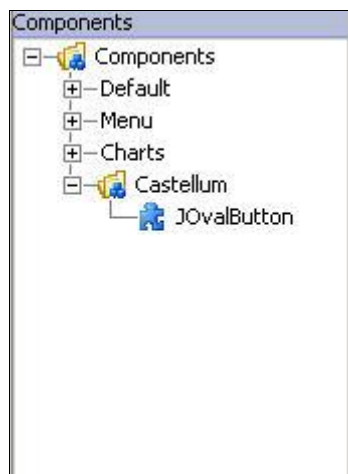 Components
Components
Default
Menu
Charts
Castellum
JOvalButton